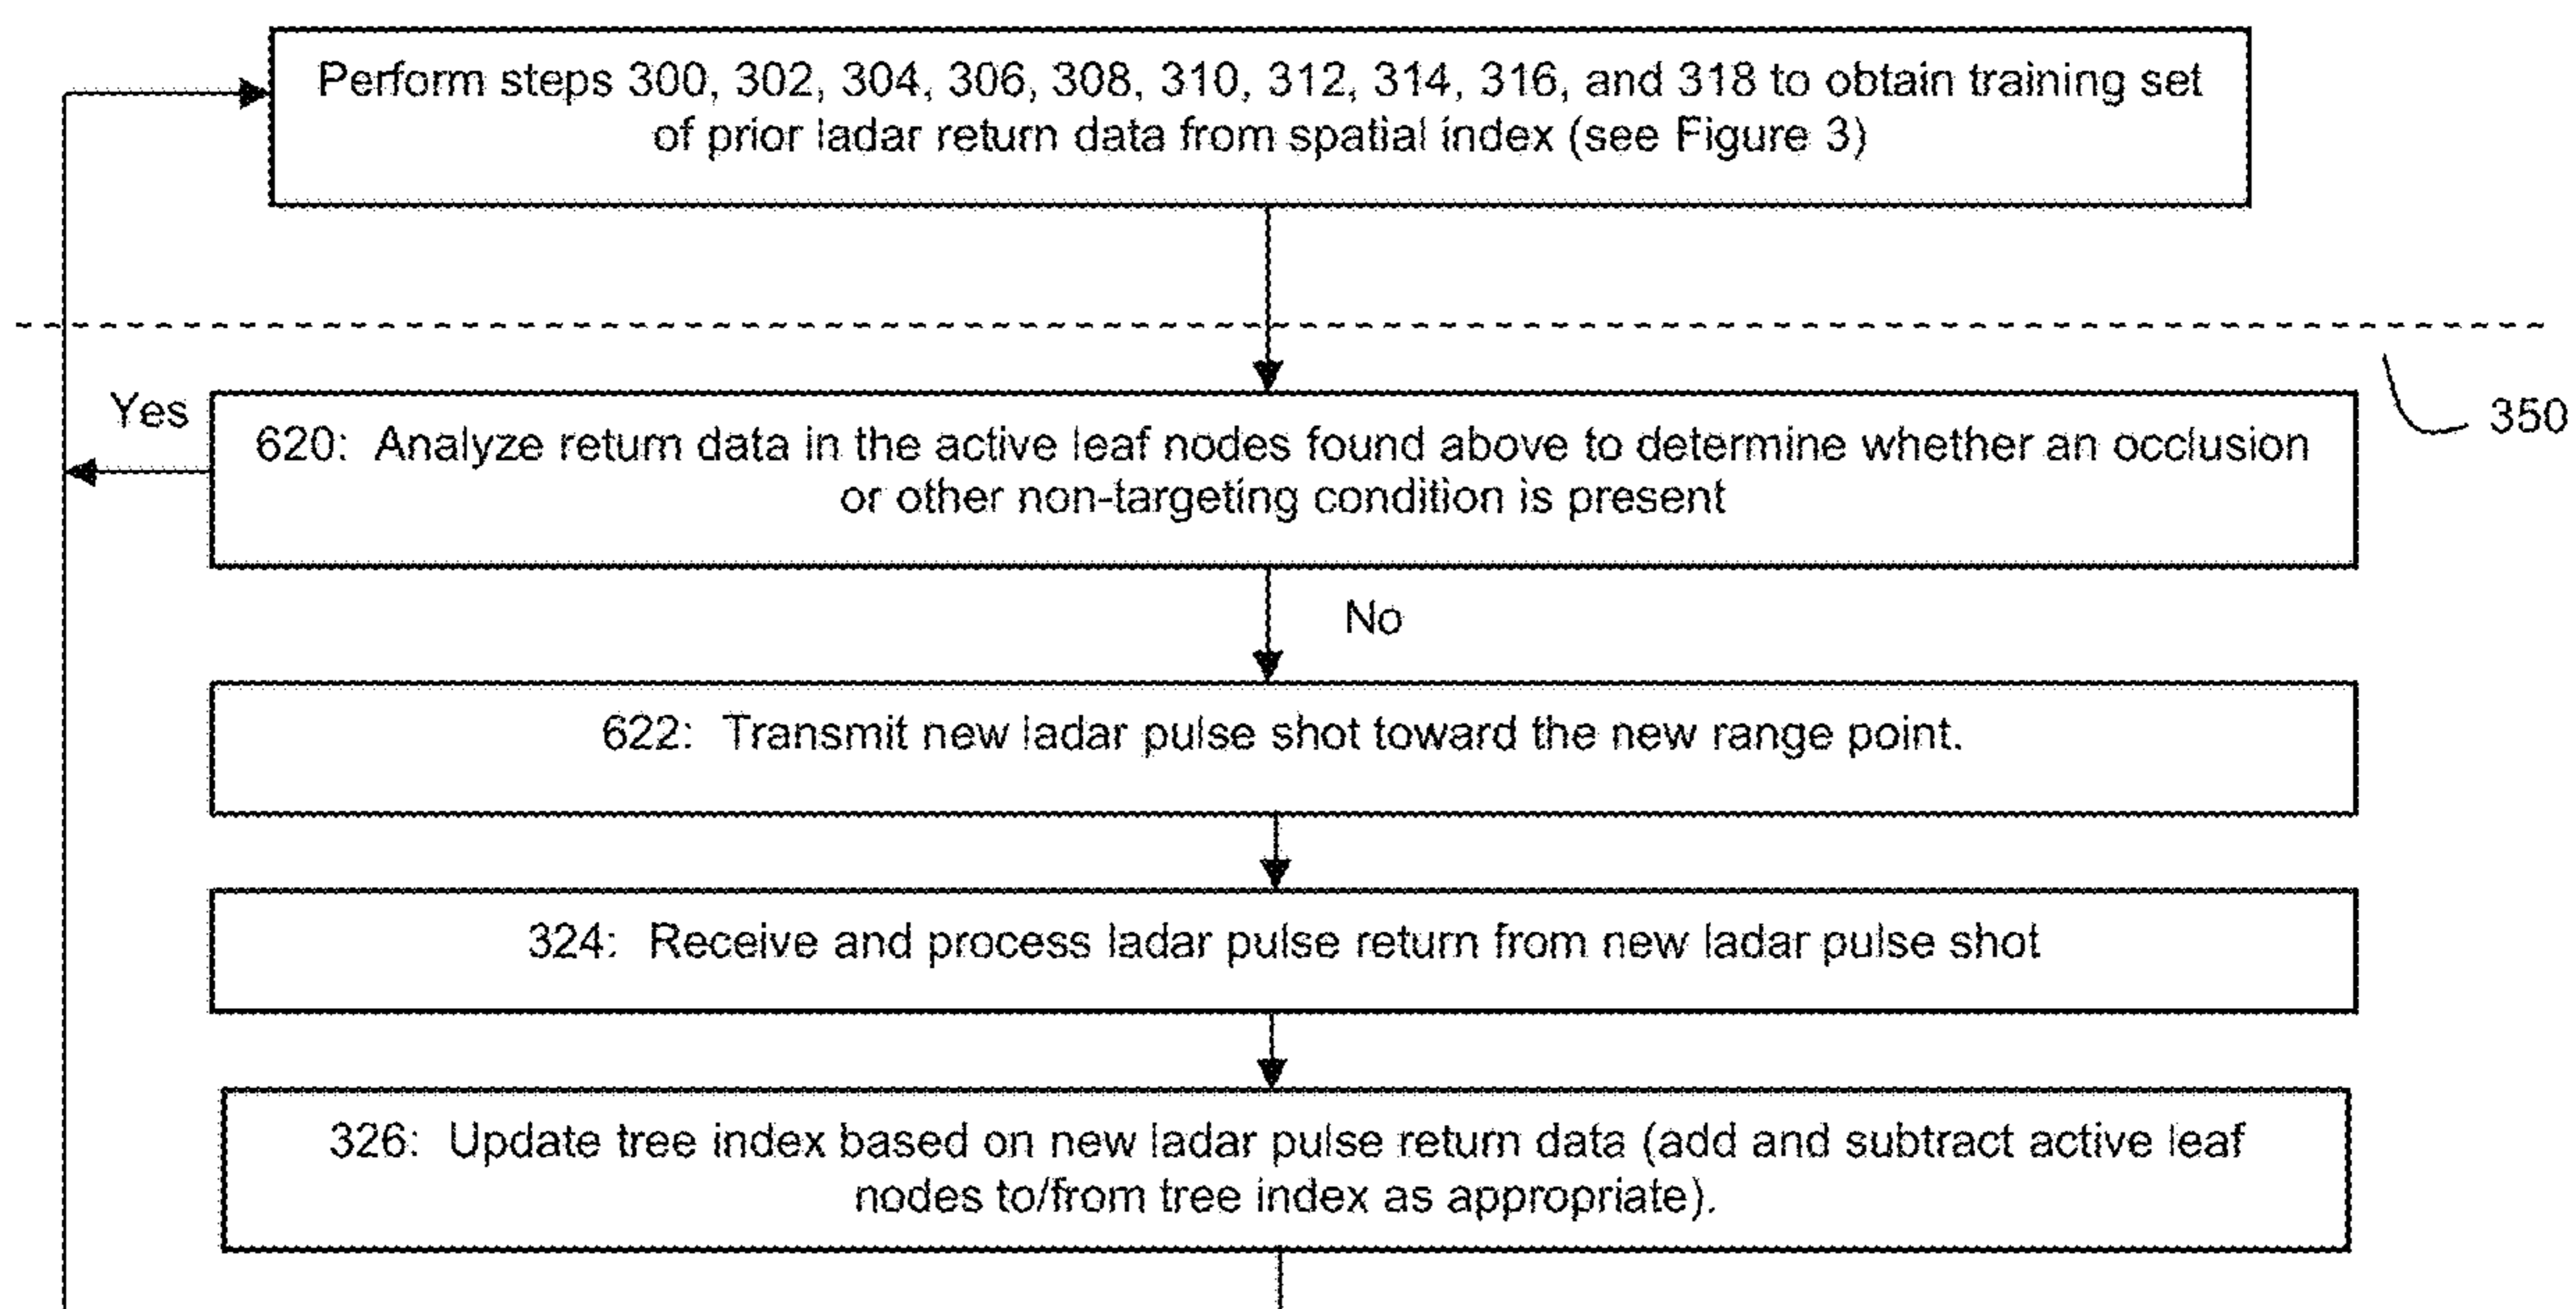 Perform steps 300, 302, 304, 306, 308, 310, 312, 314, 316, and 318 to obtain training set
of prior ladar return data from spatial index (see Figure 3)
Yes
350
620: Analyze return data in the active leaf nodes found above to determine whether an occlusion
or other non-targeting condition is present
No
622: Transmit new ladar pulse shot toward the new range point.
324: Receive and process ladar pulse return from new ladar pulse shot
326: Update tree index based on new ladar pulse return data (add and subtract active leaf
nodes to/from tree index as appropriate).